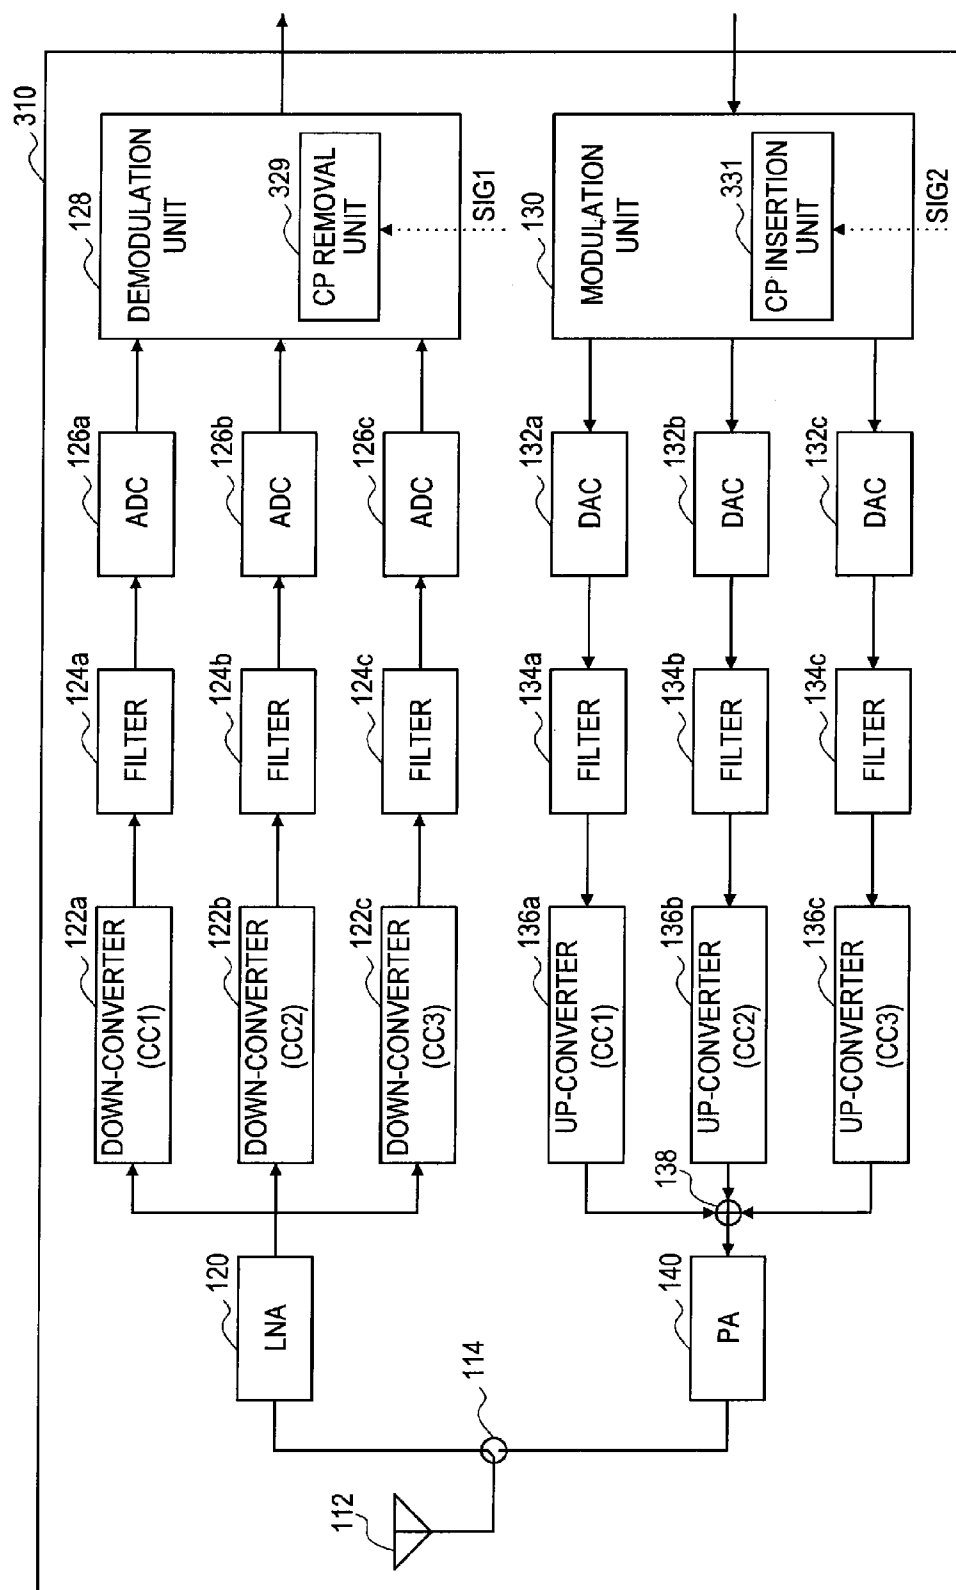 310
112
114
120
LNA
122a
DOWN-CONVERTER
(CC1)
124a
FILTER
126a
ADC
122b
DOWN-CONVERTER
(CC2)
124b
FILTER
126b
ADC
122c
DOWN-CONVERTER
(CC3)
124c
FILTER
126c
ADC
128
DEMODULATION
UNIT
329
CP REMOVAL
UNIT
SIG1
140
PA
138
136a
UP-CONVERTER
(CC1)
134a
FILTER
132a
DAC
136b
UP-CONVERTER
(CC2)
134b
FILTER
132b
DAC
136c
UP-CONVERTER
(CC3)
134c
FILTER
132c
DAC
130
MODULATION
UNIT
331
CP INSERTION
UNIT
SIG2